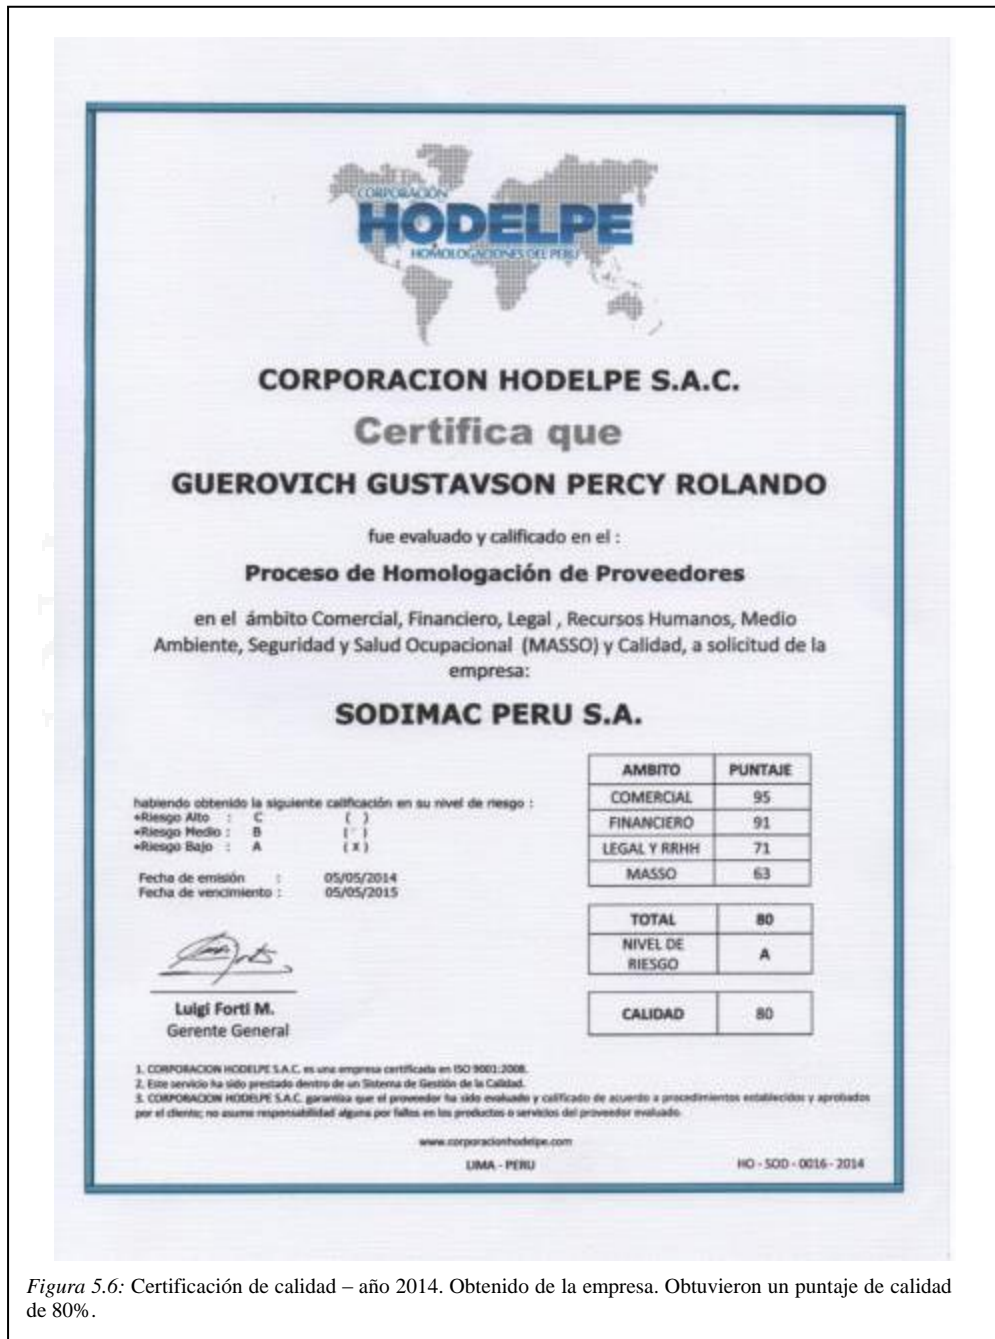 CORPORACIÓN
HODELPE
HOMOLOGACIONES DEL PERU
CORPORACION HODELPE S.A.C.
Certifica que
GUEROVICH GUSTAVSON PERCY ROLANDO
fue evaluado y calificado en el :
Proceso de Homologación de Proveedores
en el ámbito Comercial, Financiero, Legal , Recursos Humanos, Medio
Ambiente, Seguridad y Salud Ocupacional (MASSO) y Calidad, a solicitud de la
empresa:
SODIMAC PERU S.A.
habiendo obtenido la siguiente calificación en su nivel de riesgo :
•Riesgo Alto : C ( )
•Riesgo Medio : B ( )
•Riesgo Bajo : A ( X )
Fecha de emisión : 05/05/2014
Fecha de vencimiento : 05/05/2015
Luigi Forti M.
Gerente General
AMBITO PUNTAJE
COMERCIAL 95
FINANCIERO 91
LEGAL Y RRHH 71
MASSO 63
TOTAL 80
NIVEL DE
RIESGO A
CALIDAD 80
1. CORPORACION HODELPE S.A.C. es una empresa certificada en ISO 9001:2008.
2. Este servicio ha sido prestado dentro de un Sistema de Gestión de la Calidad.
3. CORPORACION HODELPE S.A.C. garantiza que el proveedor ha sido evaluado y calificado de acuerdo a procedimientos establecidos y aprobados
por el cliente; no asume responsabilidad alguna por fallos en los productos o servicios del proveedor evaluado.
www.corporacionhodelpe.com
LIMA - PERU
HO - SOD - 0016 - 2014
Figura 5.6: Certificación de calidad – año 2014. Obtenido de la empresa. Obtuvieron un puntaje de calidad
de 80%.